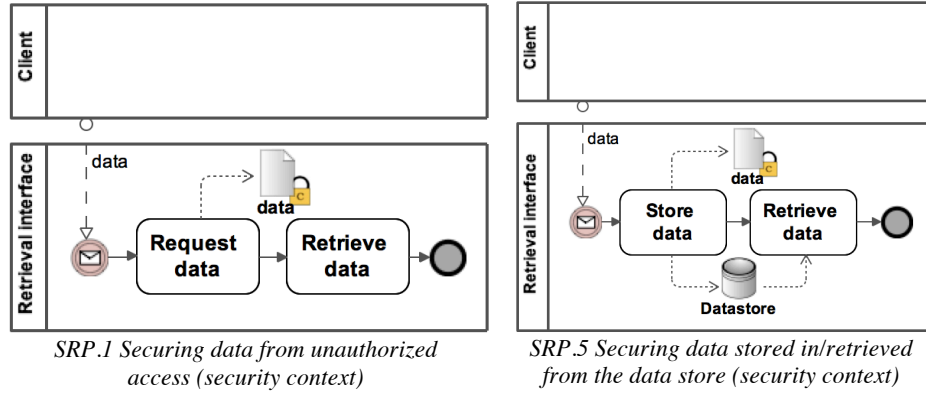 Client
Retrieval interface
data
Request
data
data
C
Retrieve
data
SRP.1 Securing data from unauthorized
access (security context)
Client
Retrieval interface
data
Store
data
data
C
Retrieve
data
Datastore
SRP.5 Securing data stored in/retrieved
from the data store (security context)